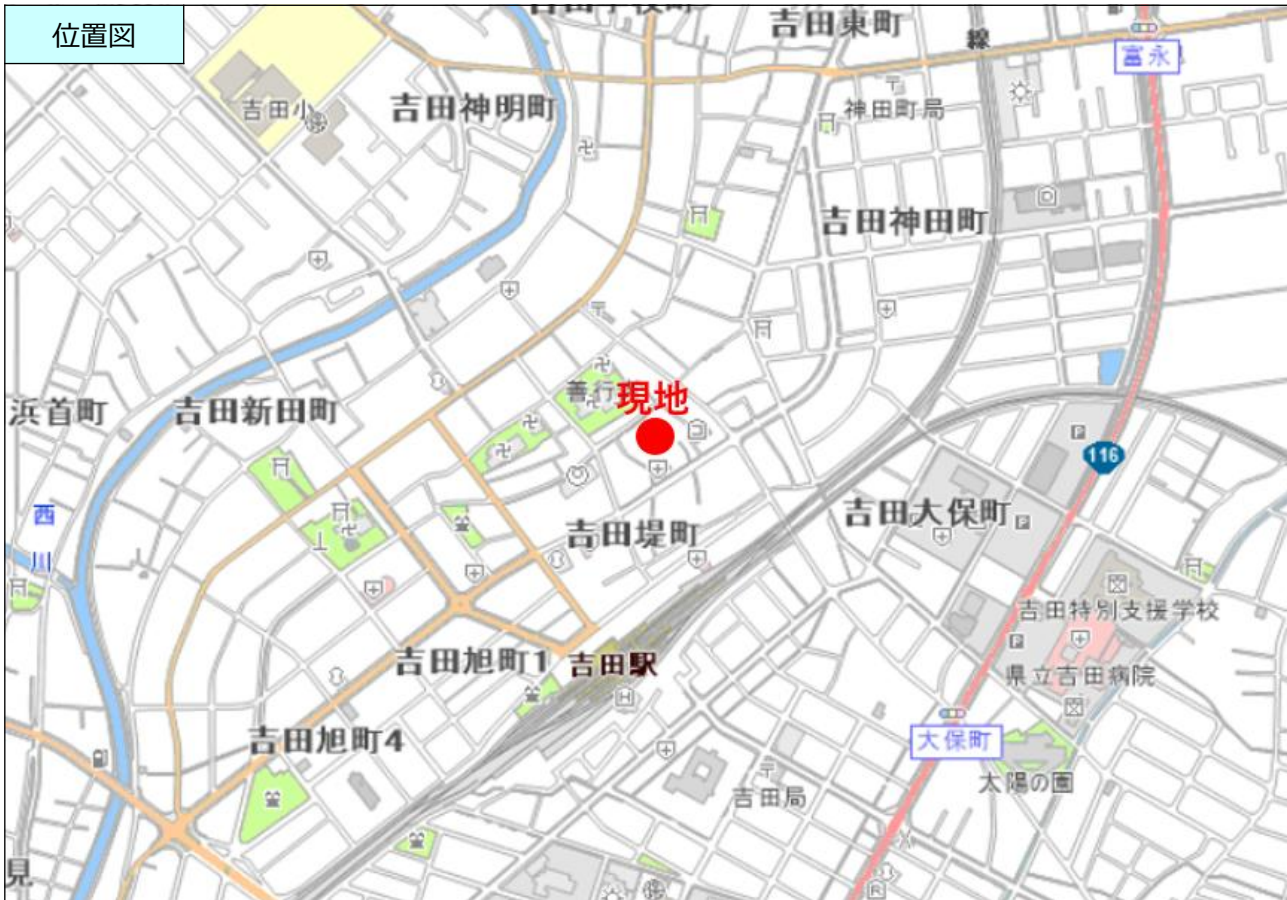 位置図
吉田東町
線
富永
吉田小
吉田神明町
神田町局
吉田神田町
浜首町
吉田新田町
善行
現地
116
西川
吉田堤町
吉田大保町
吉田特別支援学校
吉田旭町1
吉田駅
県立吉田病院
吉田旭町4
大保町
太陽の園
吉田局
見